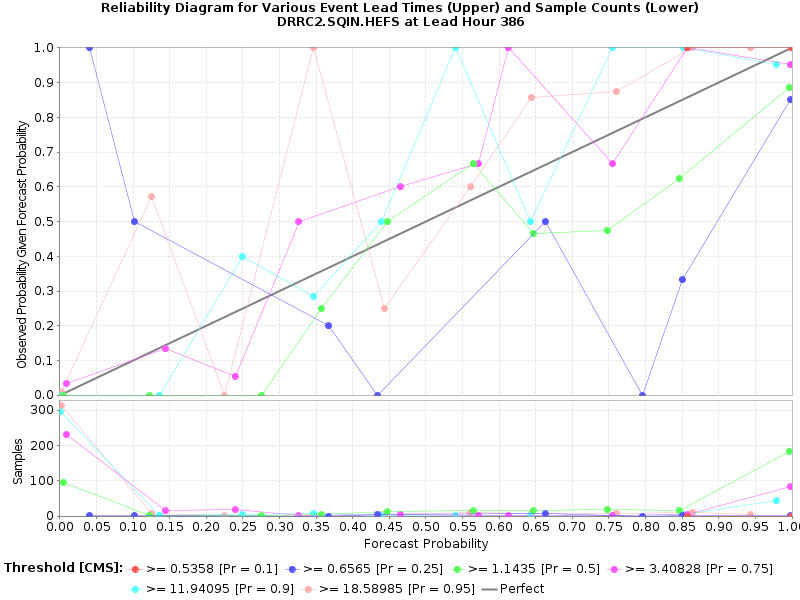 Reliability Diagram for Various Event Lead Times (Upper) and Sample Counts (Lower)
DRRC2.SQIN.HEFS at Lead Hour 386
Observed Probability Given Forecast Probability
1.0
0.9
0.8
0.7
0.6
0.5
0.4
0.3
0.2
0.1
0.0
Samples
300
200
100
0
0.00 0.05 0.10 0.15 0.20 0.25 0.30 0.35 0.40 0.45 0.50 0.55 0.60 0.65 0.70 0.75 0.80 0.85 0.90 0.95 1.0
Forecast Probability
Threshold [CMS]: >= 0.5358 [Pr = 0.1] >= 0.6565 [Pr = 0.25] >= 1.1435 [Pr = 0.5] >= 3.40828 [Pr = 0.75]
>= 11.94095 [Pr = 0.9] >= 18.58985 [Pr = 0.95] Perfect